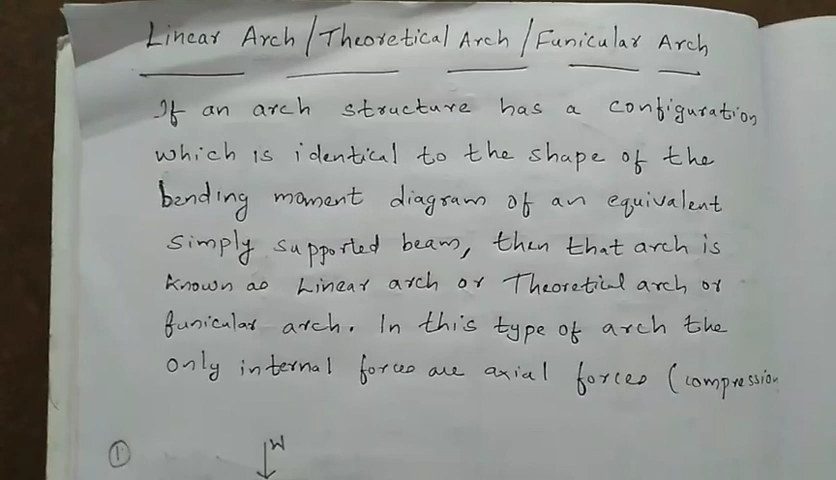 Linear Arch/Theoretical Arch/Funicular Arch
If an arch structure has a configuration
which is identical to the shape of the
bending moment diagram of an equivalent
simply supported beam, then that arch is
known as Linear arch or Theoretical arch or
funicular arch. In this type of arch the
only internal forces are axial forces (compression
① W